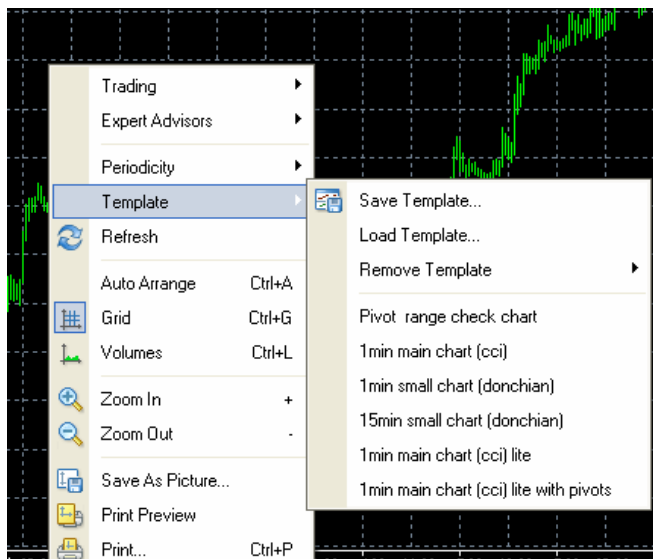 Trading
Expert Advisors
Periodicity
Template
Refresh
Auto Arrange Ctrl+A
Grid Ctrl+G
Volumes Ctrl+L
Zoom In +
Zoom Out -
Save As Picture...
Print Preview
Print... Ctrl+P
Save Template...
Load Template...
Remove Template
Pivot range check chart
1min main chart (cci)
1min small chart (donchian)
15min small chart (donchian)
1min main chart (cci) lite
1min main chart (cci) lite with pivots